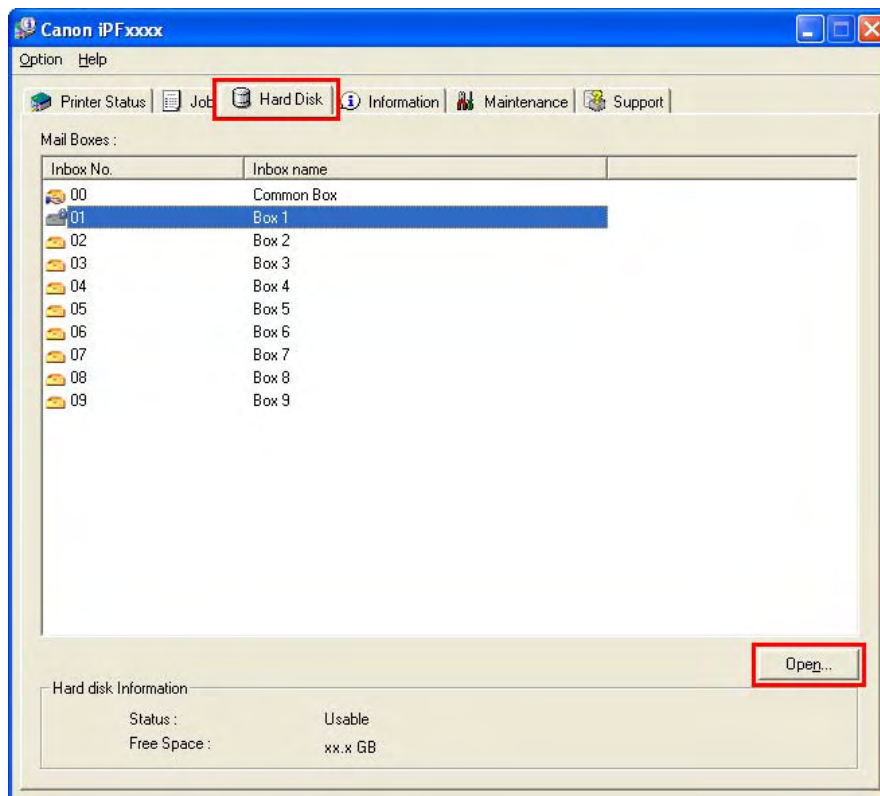 Canon iPFxxxx
Option Help
Printer Status Job Hard Disk Information Maintenance Support
Mail Boxes :
Inbox No. Inbox name
00 Common Box
01 Box 1
02 Box 2
03 Box 3
04 Box 4
05 Box 5
06 Box 6
07 Box 7
08 Box 8
09 Box 9
Open...
Hard disk Information
Status : Usable
Free Space : xx.x GB